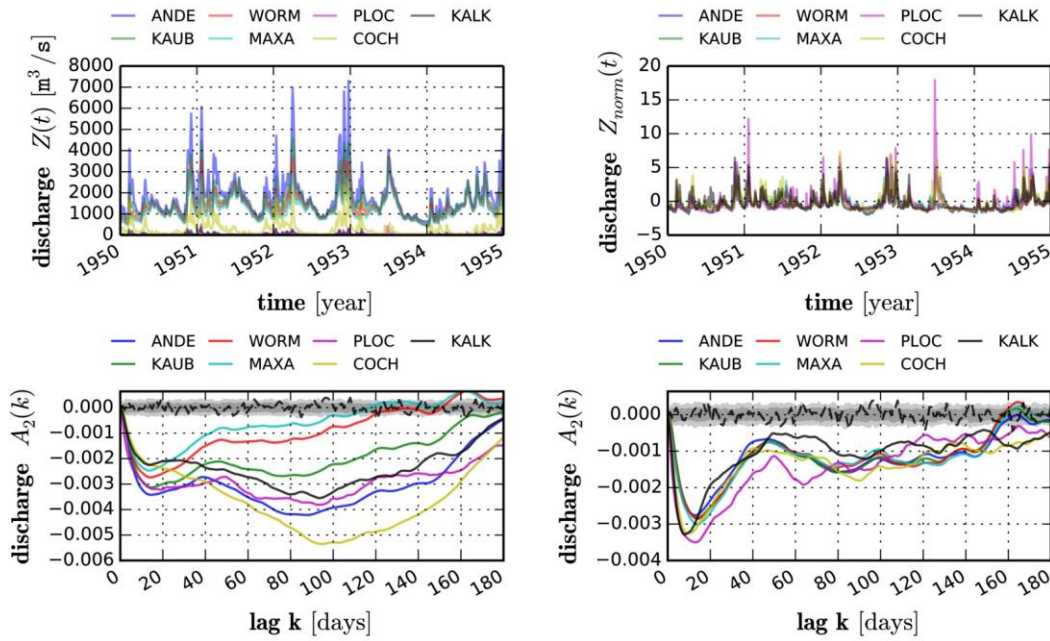 ANDE WORM PLOC KALK
KAUB MAXA COCH
discharge Z(t) [m³/s]
8000
7000
6000
5000
4000
3000
2000
1000
0
1950 1951 1952 1953 1954 1955
time [year]
ANDE WORM PLOC KALK
KAUB MAXA COCH
discharge Z_norm(t)
20
15
10
5
0
−5
1950 1951 1952 1953 1954 1955
time [year]
ANDE WORM PLOC KALK
KAUB MAXA COCH
discharge A₂(k)
0.000
−0.001
−0.002
−0.003
−0.004
−0.005
−0.006
0 20 40 60 80 100 120 140 160 180
lag k [days]
ANDE WORM PLOC KALK
KAUB MAXA COCH
discharge A₂(k)
0.000
−0.001
−0.002
−0.003
−0.004
0 20 40 60 80 100 120 140 160 180
lag k [days]